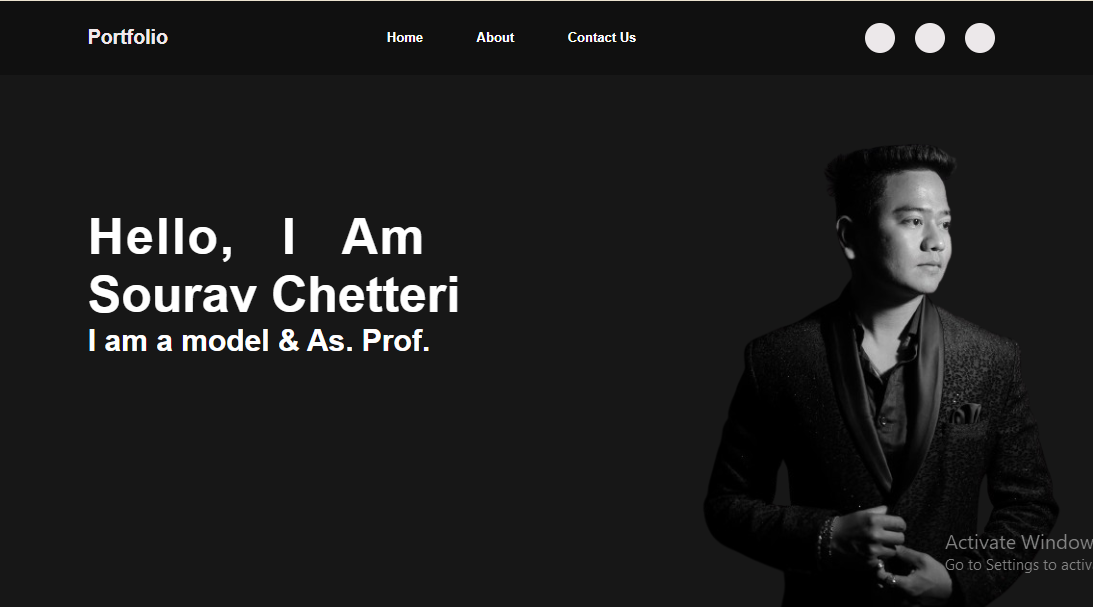 Portfolio
Home About Contact Us
Hello, I Am
Sourav Chetteri
I am a model & As. Prof.
Activate Window
Go to Settings to activ